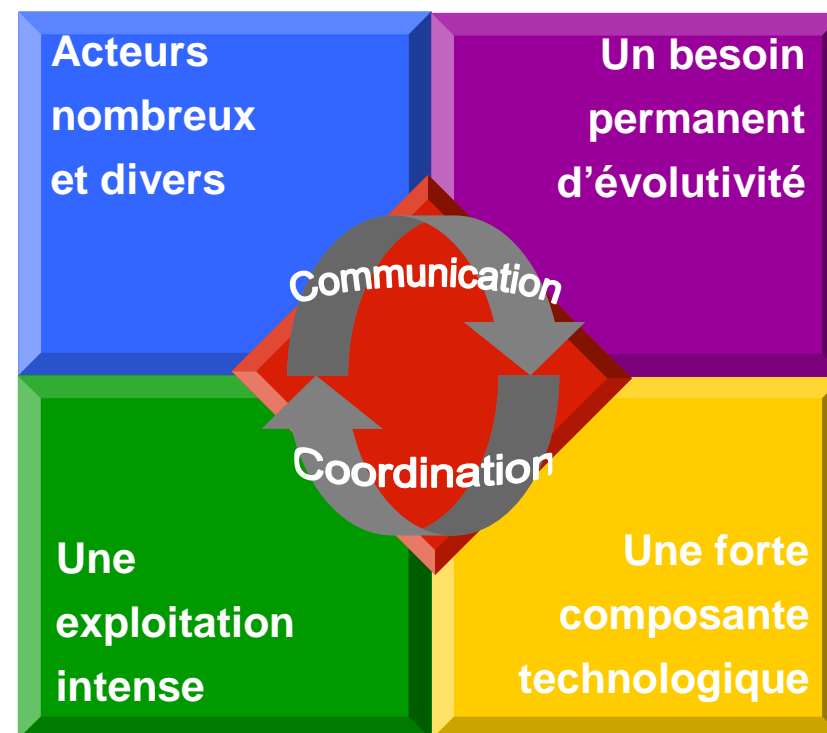 Acteurs
nombreux
et divers
Un besoin
permanent
d’évolutivité
Communication
Coordination
Une
exploitation
intense
Une forte
composante
technologique